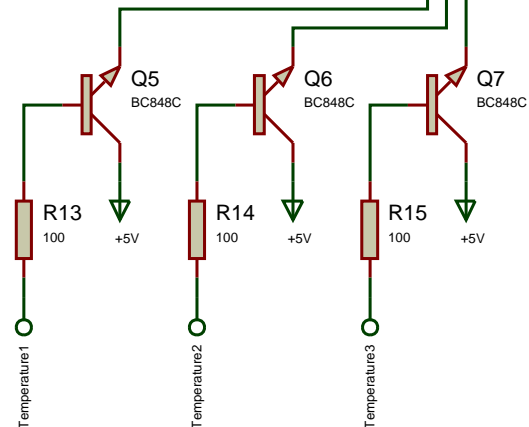 Q5
BC848C
Q6
BC848C
Q7
BC848C
R13
100
+5V
R14
100
+5V
R15
100
+5V
Temperature1
Temperature2
Temperature3